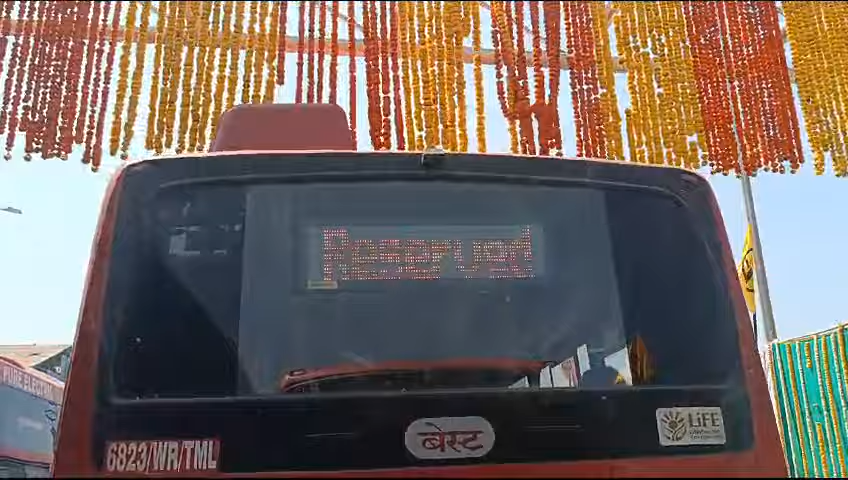 Reserved
PURE ELECTRIC
6823/WR/TML
बेस्ट
LiFE